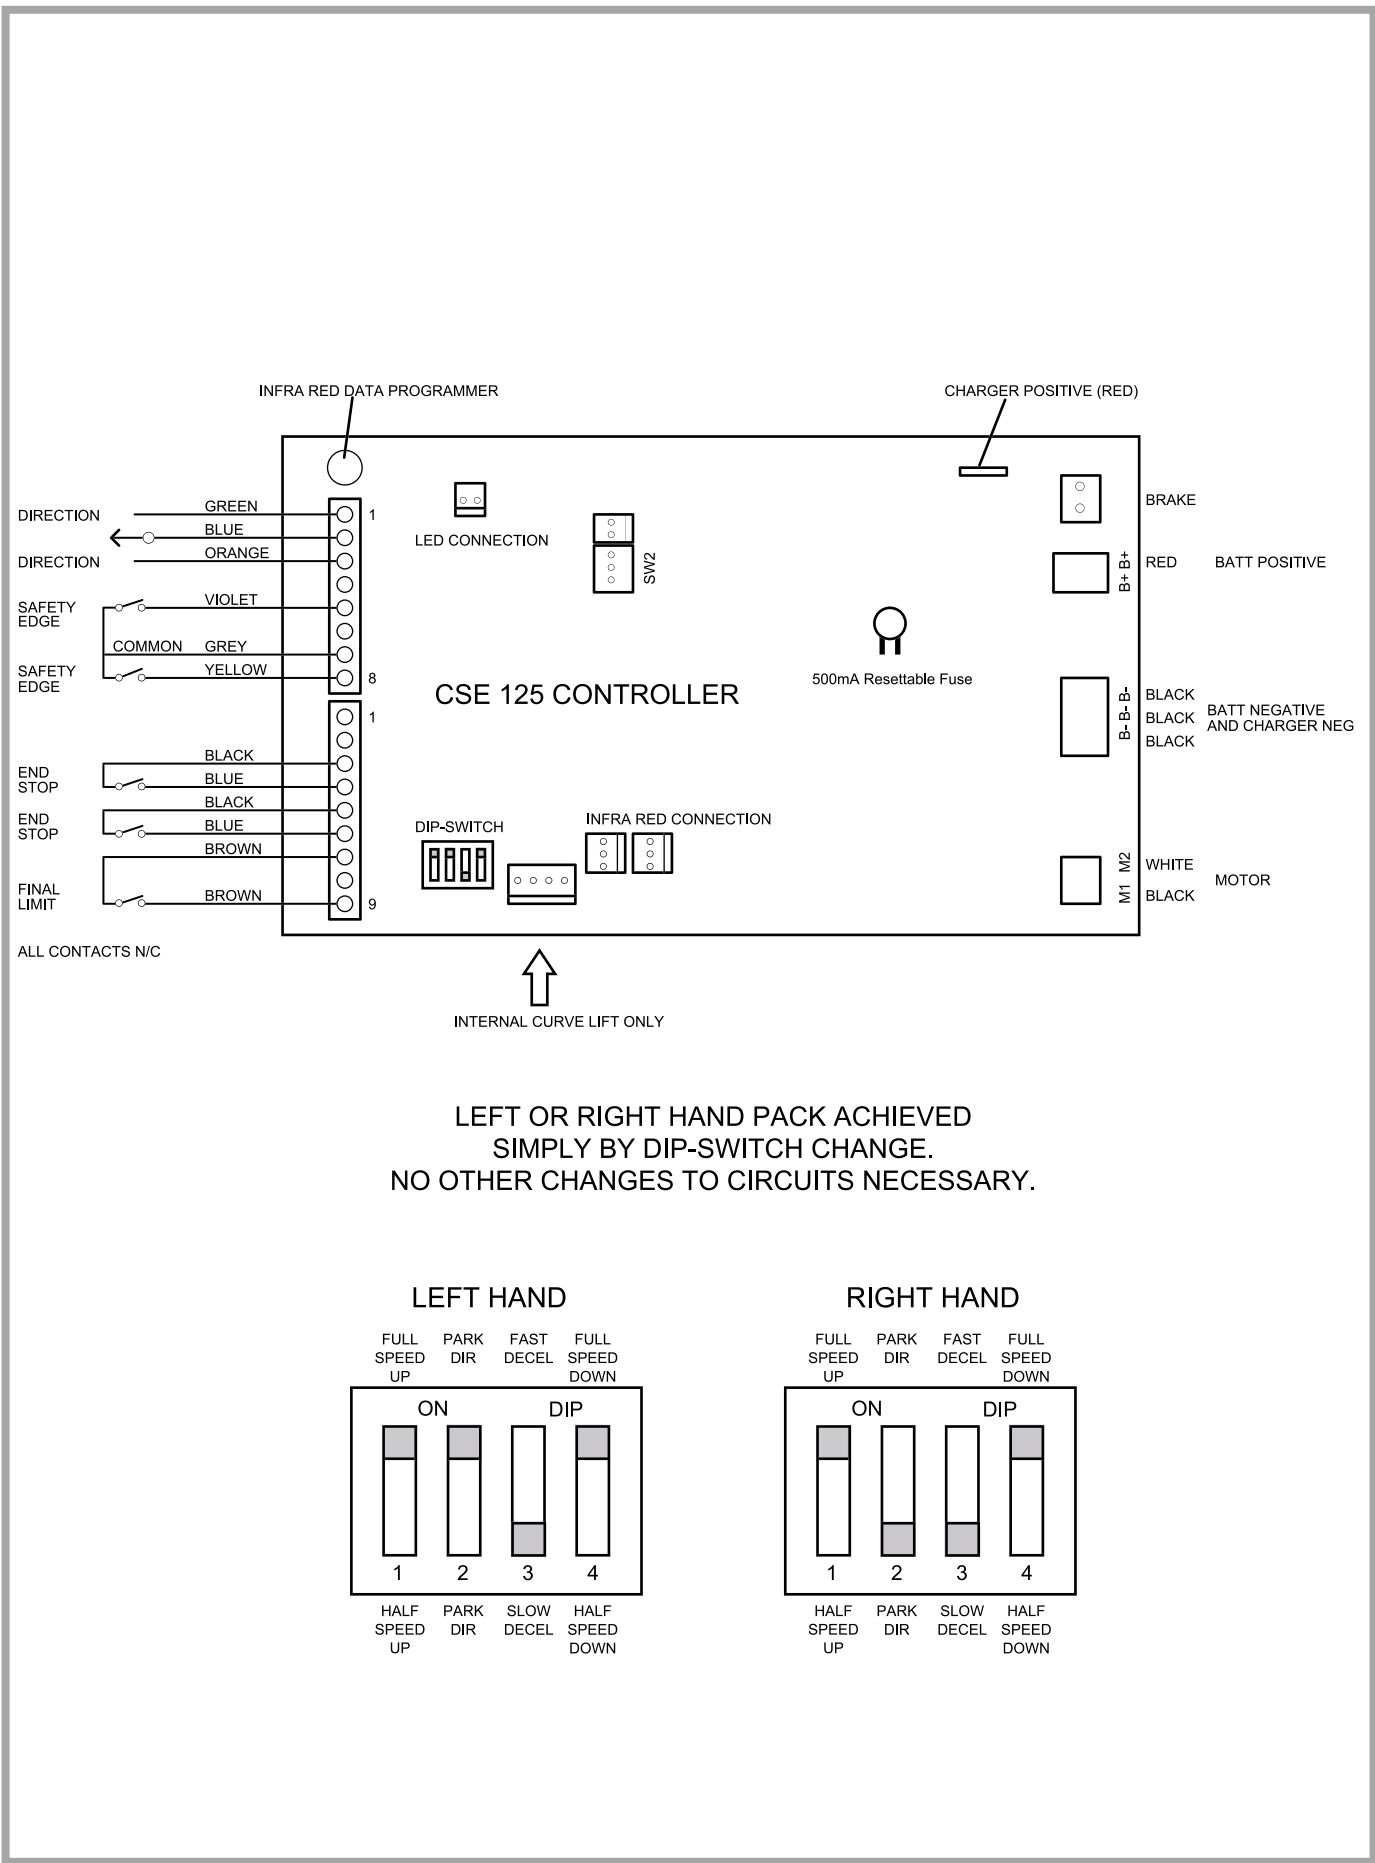 INFRA RED DATA PROGRAMMER
CHARGER POSITIVE (RED)
DIRECTION
GREEN
1
BLUE
DIRECTION
ORANGE
SAFETY
EDGE
VIOLET
COMMON
GREY
SAFETY
EDGE
YELLOW
8
1
BLACK
END
STOP
BLUE
BLACK
END
STOP
BLUE
BROWN
FINAL
LIMIT
BROWN
9
ALL CONTACTS N/C
LED CONNECTION
SW2
500mA Resettable Fuse
CSE 125 CONTROLLER
DIP-SWITCH
INFRA RED CONNECTION
BRAKE
B+ B+
RED
BATT POSITIVE
B- B- B-
BLACK
BLACK
BLACK
BATT NEGATIVE
AND CHARGER NEG
M1 M2
WHITE
BLACK
MOTOR
INTERNAL CURVE LIFT ONLY
LEFT OR RIGHT HAND PACK ACHIEVED
SIMPLY BY DIP-SWITCH CHANGE.
NO OTHER CHANGES TO CIRCUITS NECESSARY.
LEFT HAND
FULL SPEED UP
PARK DIR
FAST DECEL
FULL SPEED DOWN
ON DIP
1 2 3 4
HALF SPEED UP
PARK DIR
SLOW DECEL
HALF SPEED DOWN
RIGHT HAND
FULL SPEED UP
PARK DIR
FAST DECEL
FULL SPEED DOWN
ON DIP
1 2 3 4
HALF SPEED UP
PARK DIR
SLOW DECEL
HALF SPEED DOWN